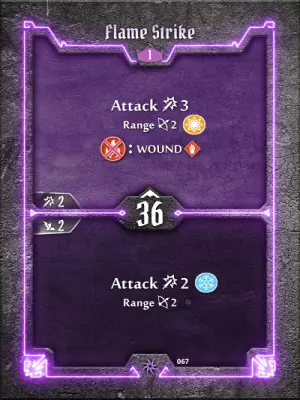 Flame Strike
1
Attack 3
Range 2
: WOUND
2
36
2
Attack 2
Range 2
067